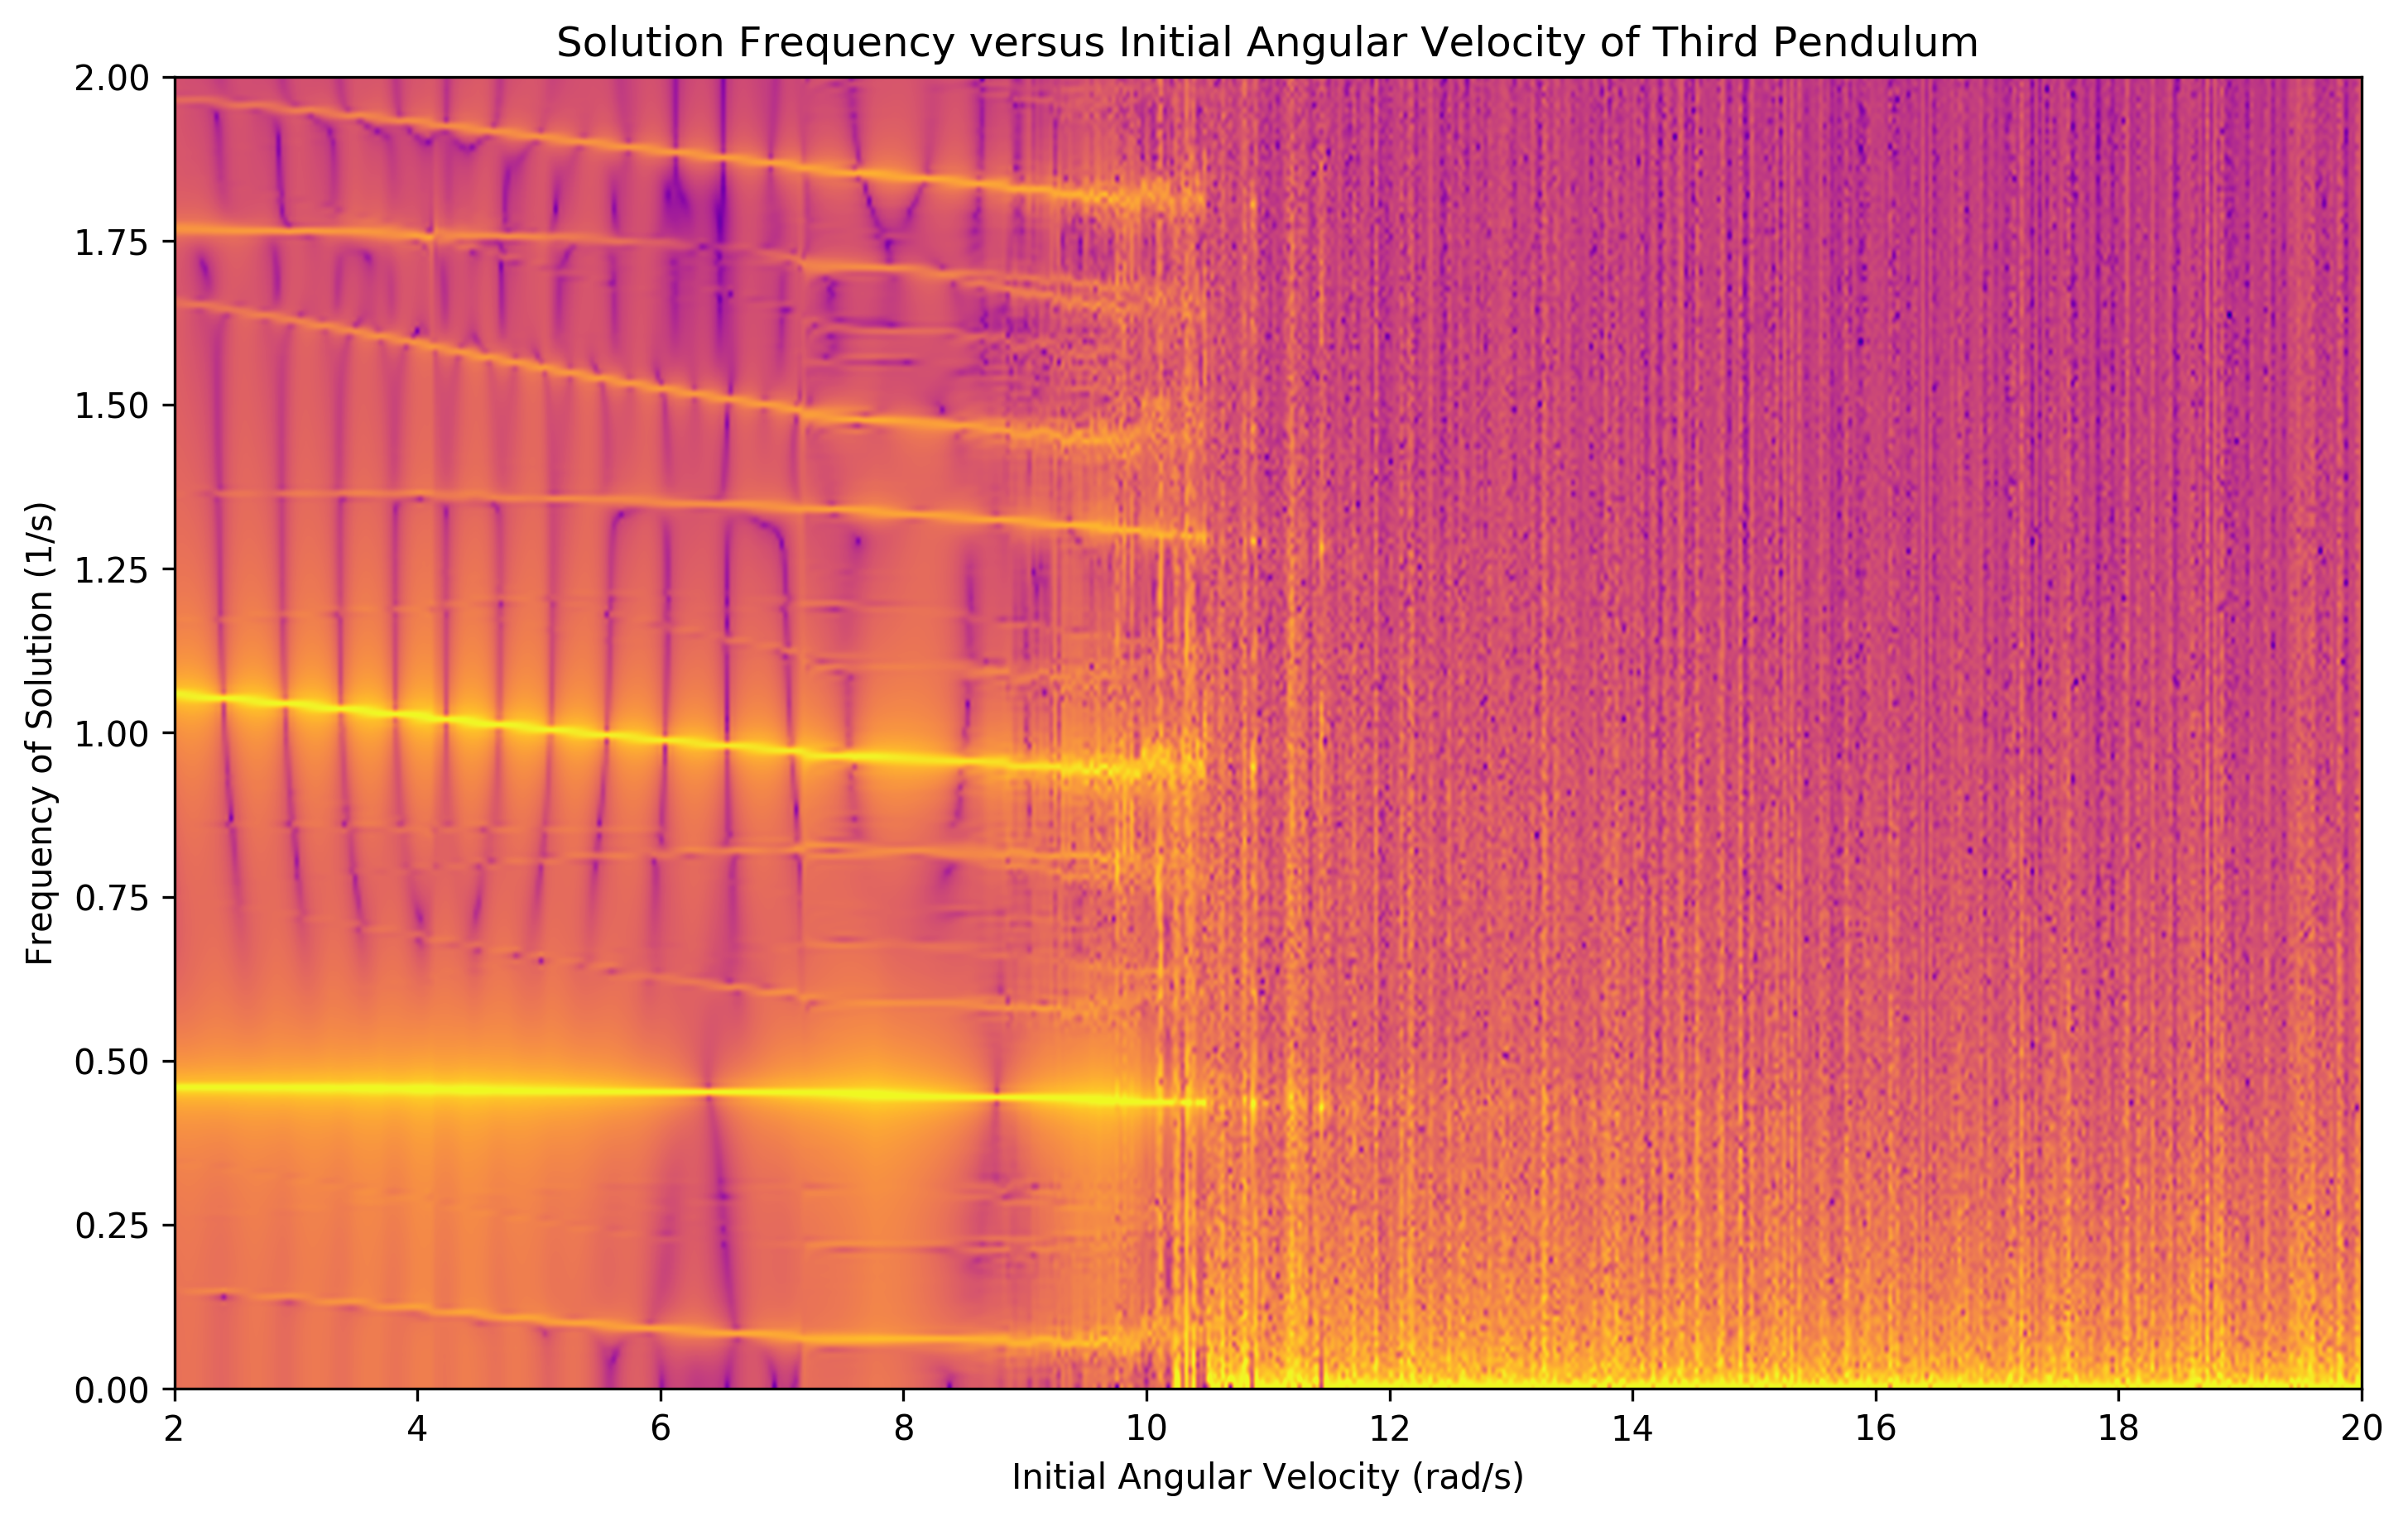 Solution Frequency versus Initial Angular Velocity of Third Pendulum
Frequency of Solution (1/s)
2.00
1.75
1.50
1.25
1.00
0.75
0.50
0.25
0.00
2 4 6 8 10 12 14 16 18 20
Initial Angular Velocity (rad/s)